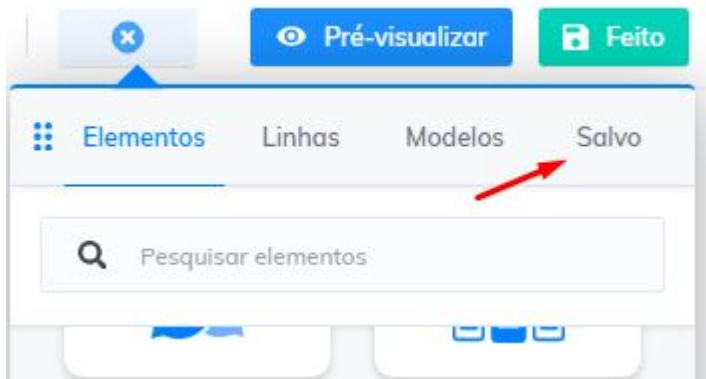 Pré-visualizar Feito
Elementos Linhas Modelos Salvo
Pesquisar elementos